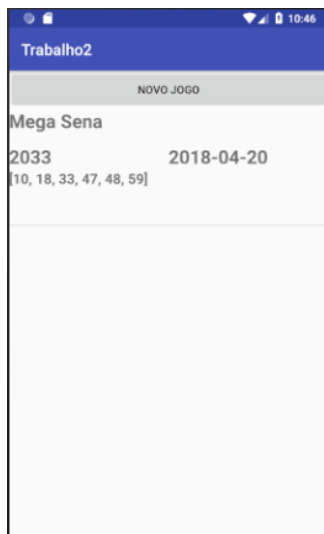 10:46
Trabalho2
NOVO JOGO
Mega Sena
2033 2018-04-20
[10, 18, 33, 47, 48, 59]